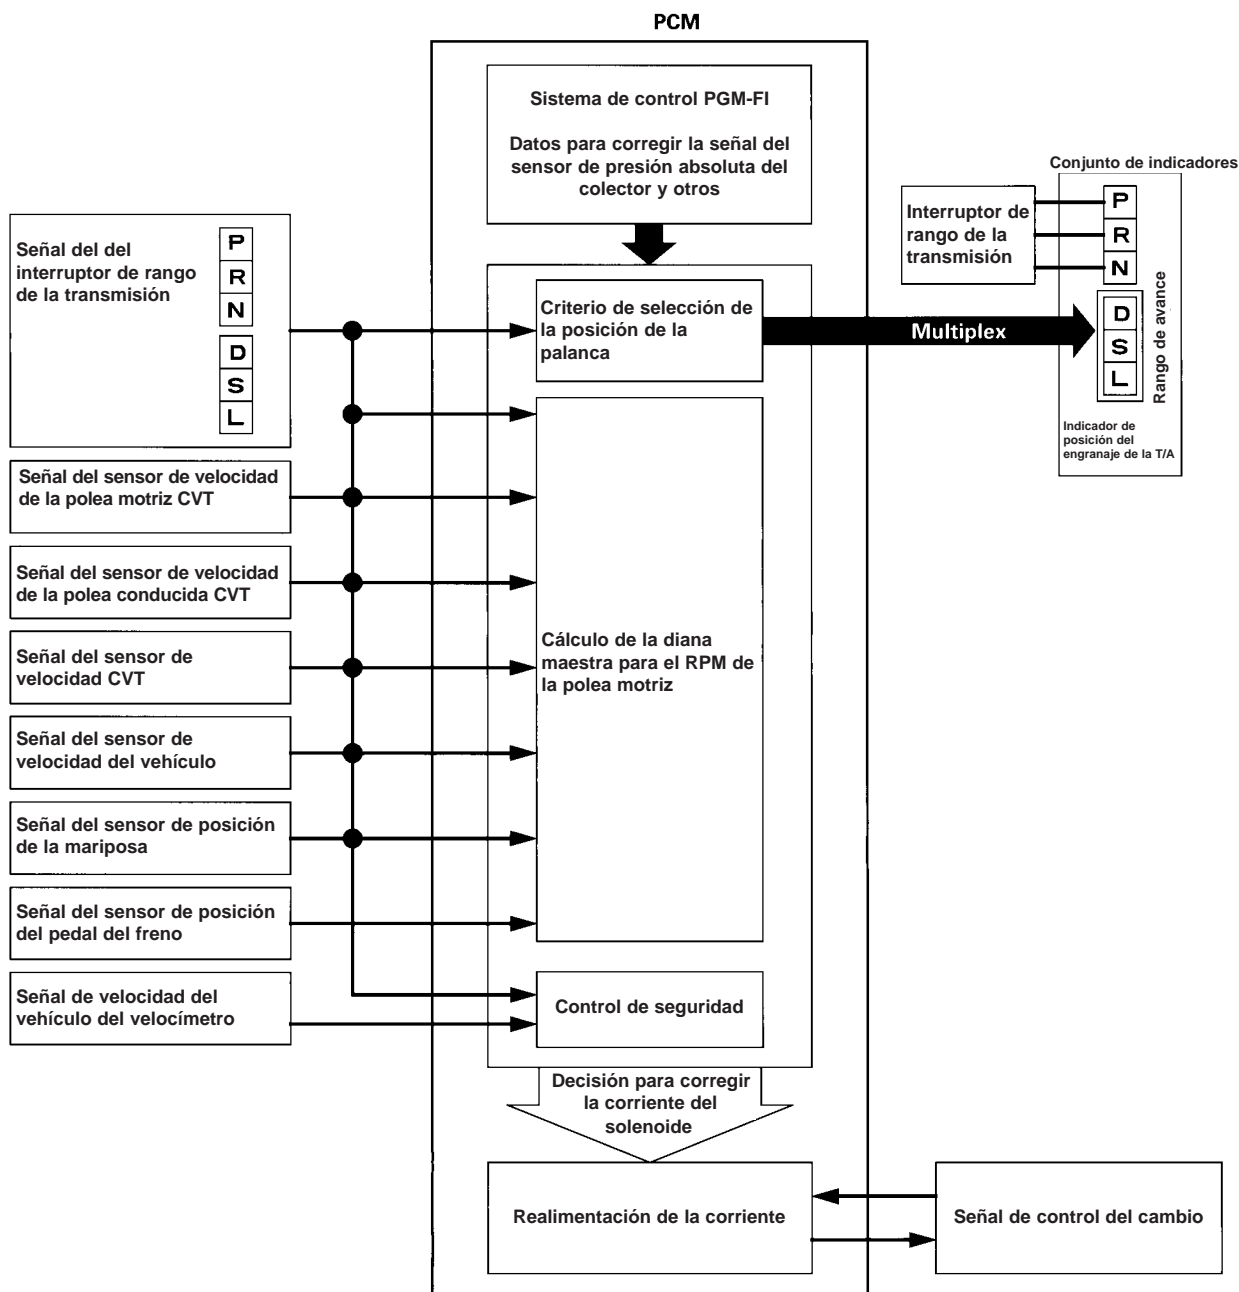 PCM
Sistema de control PGM-FI
Datos para corregir la señal del
sensor de presión absoluta del
colector y otros
Conjunto de indicadores
Interruptor de
rango de la
transmisión
P
R
N
D
S
L
Rango de avance
Indicador de
posición del
engranaje de la T/A
Multiplex
Señal del del
interruptor de rango
de la transmisión
P
R
N
D
S
L
Criterio de selección de
la posición de la
palanca
Señal del sensor de velocidad
de la polea motriz CVT
Señal del sensor de velocidad
de la polea conducida CVT
Señal del sensor de
velocidad CVT
Cálculo de la diana
maestra para el RPM de
la polea motriz
Señal del sensor de
velocidad del vehículo
Señal del sensor de posición
de la mariposa
Señal del sensor de posición
del pedal del freno
Señal de velocidad del
vehículo del velocímetro
Control de seguridad
Decisión para corregir
la corriente del
solenoide
Realimentación de la corriente
Señal de control del cambio